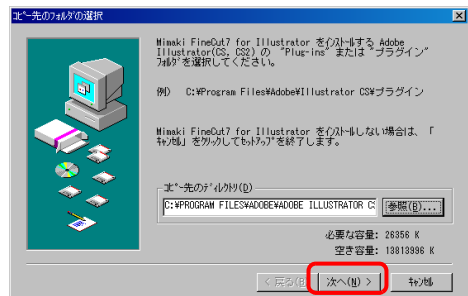 コピー先のフォルダの選択
Mimaki FineCut7 for Illustrator をインストールする Adobe
Illustrator(CS, CS2) の "Plug-ins" または "プラグイン"
フォルダを選択してください。
例) C:¥Program Files¥Adobe¥Illustrator CS¥プラグイン
Mimaki FineCut7 for Illustrator をインストールしない場合は、「
キャンセル」 をクリックしてセットアップを終了します。
コピー先のディレクトリ(D)
C:¥PROGRAM FILES¥ADOBE¥ADOBE ILLUSTRATOR CS
参照(B)...
必要な容量: 26356 K
空き容量: 13813996 K
< 戻る(B) 次へ(N) > キャンセル